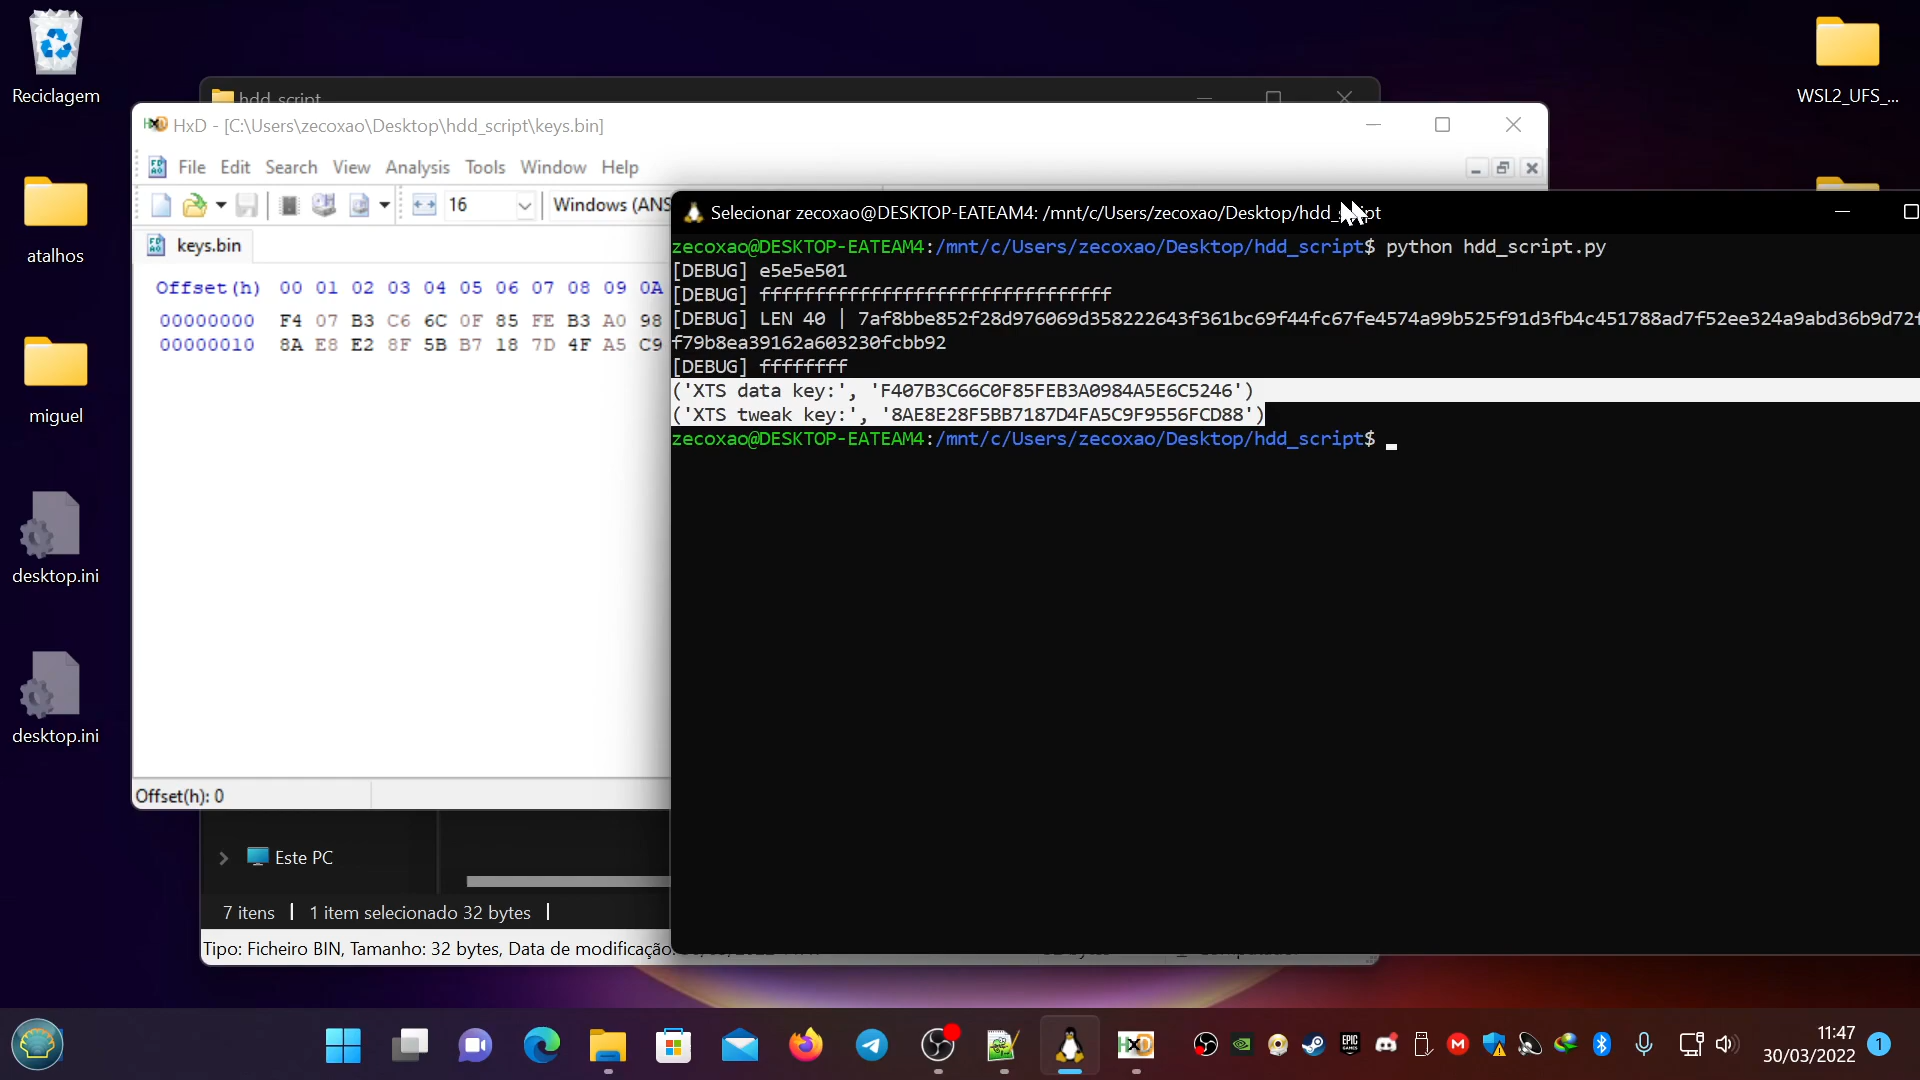 Reciclagem
WSL2_UFS_...
hdd_script
HxD - [C:\Users\zecoxao\Desktop\hdd_script\keys.bin]
File Edit Search View Analysis Tools Window Help
16
Windows (ANS
keys.bin
Offset(h) 00 01 02 03 04 05 06 07 08 09 0A
00000000 F4 07 B3 C6 6C 0F 85 FE B3 A0 98
00000010 8A E8 E2 8F 5B B7 18 7D 4F A5 C9
Offset(h): 0
Selecionar zecoxao@DESKTOP-EATEAM4: /mnt/c/Users/zecoxao/Desktop/hdd_script
zecoxao@DESKTOP-EATEAM4:/mnt/c/Users/zecoxao/Desktop/hdd_script$ python hdd_script.py
[DEBUG] e5e5e501
[DEBUG] ffffffffffffffffffffffffffffffff
[DEBUG] LEN 40 | 7af8bbe852f28d976069d358222643f361bc69f44fc67fe4574a99b525f91d3fb4c451788ad7f52ee324a9abd36b9d72f
f79b8ea39162a603230fcbb92
[DEBUG] ffffffff
('XTS data key:', 'F407B3C66C0F85FEB3A0984A5E6C5246')
('XTS tweak key:', '8AE8E28F5BB7187D4FA5C9F9556FCD88')
zecoxao@DESKTOP-EATEAM4:/mnt/c/Users/zecoxao/Desktop/hdd_script$
atalhos
miguel
desktop.ini
desktop.ini
Este PC
7 itens
1 item selecionado 32 bytes
Tipo: Ficheiro BIN, Tamanho: 32 bytes, Data de modificação:
11:47
30/03/2022
1